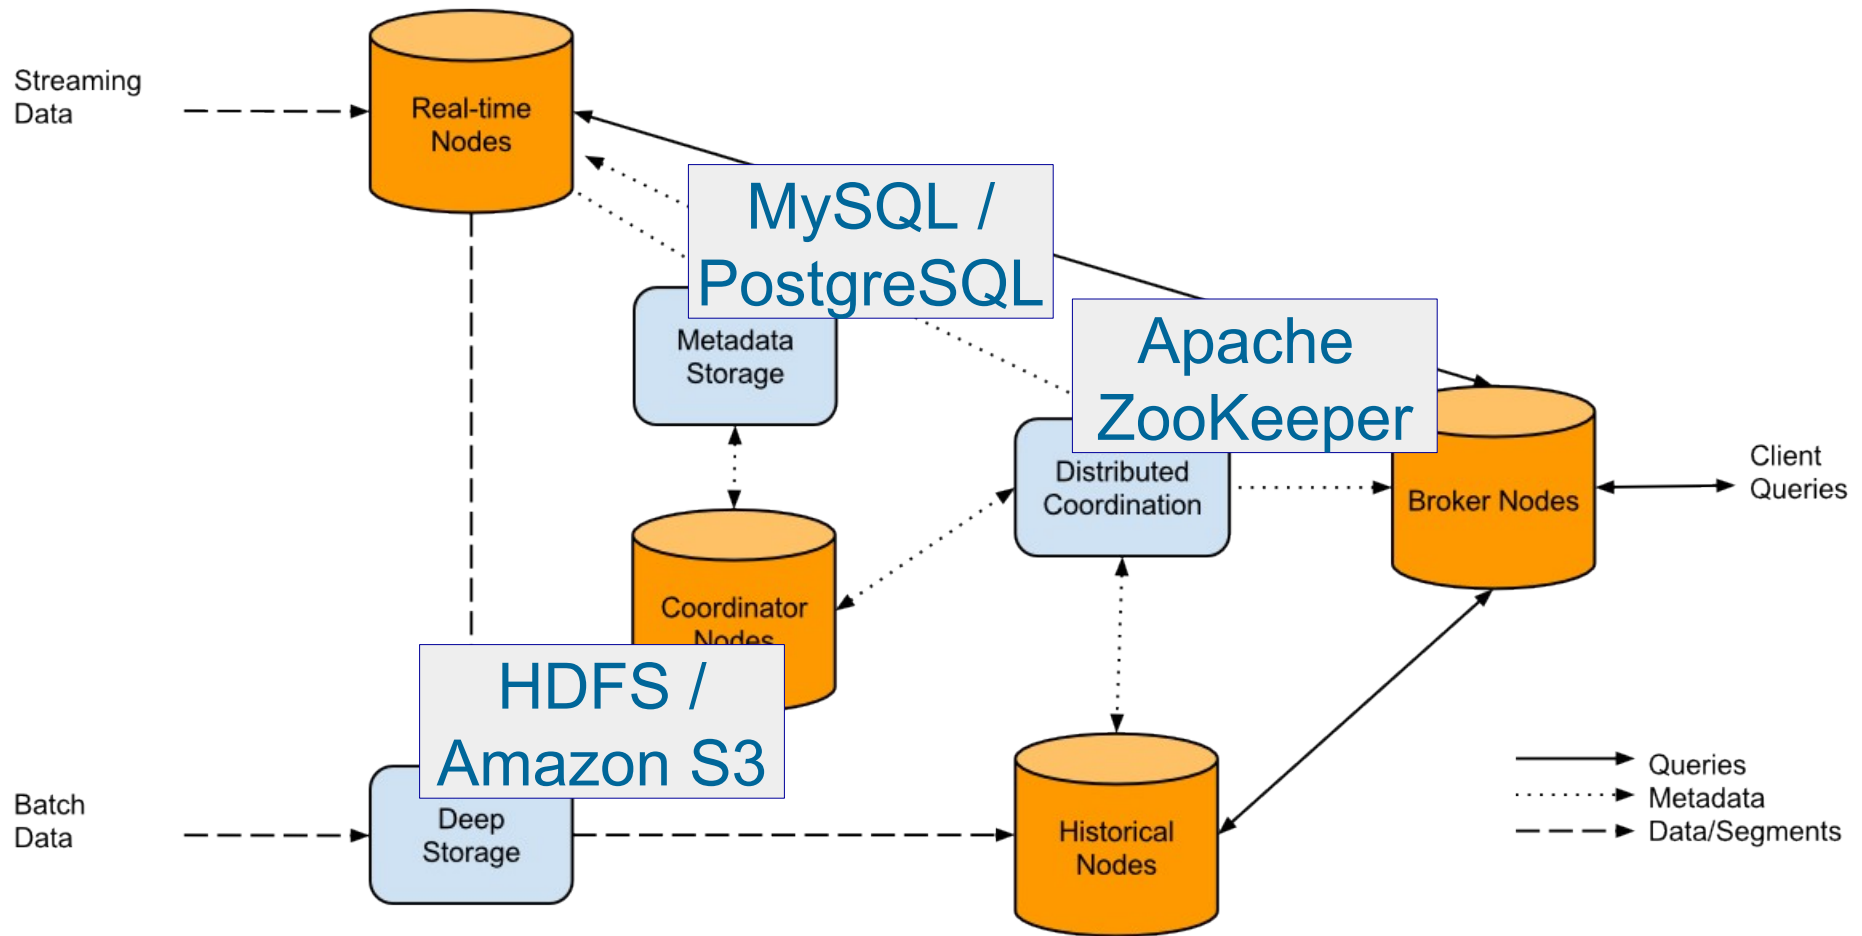 Streaming
Data
Real-time
Nodes
MySQL /
PostgreSQL
Metadata
Storage
Apache
ZooKeeper
Distributed
Coordination
Broker Nodes
Client
Queries
Coordinator
Nodes
HDFS /
Amazon S3
Batch
Data
Deep
Storage
Historical
Nodes
Queries
Metadata
Data/Segments